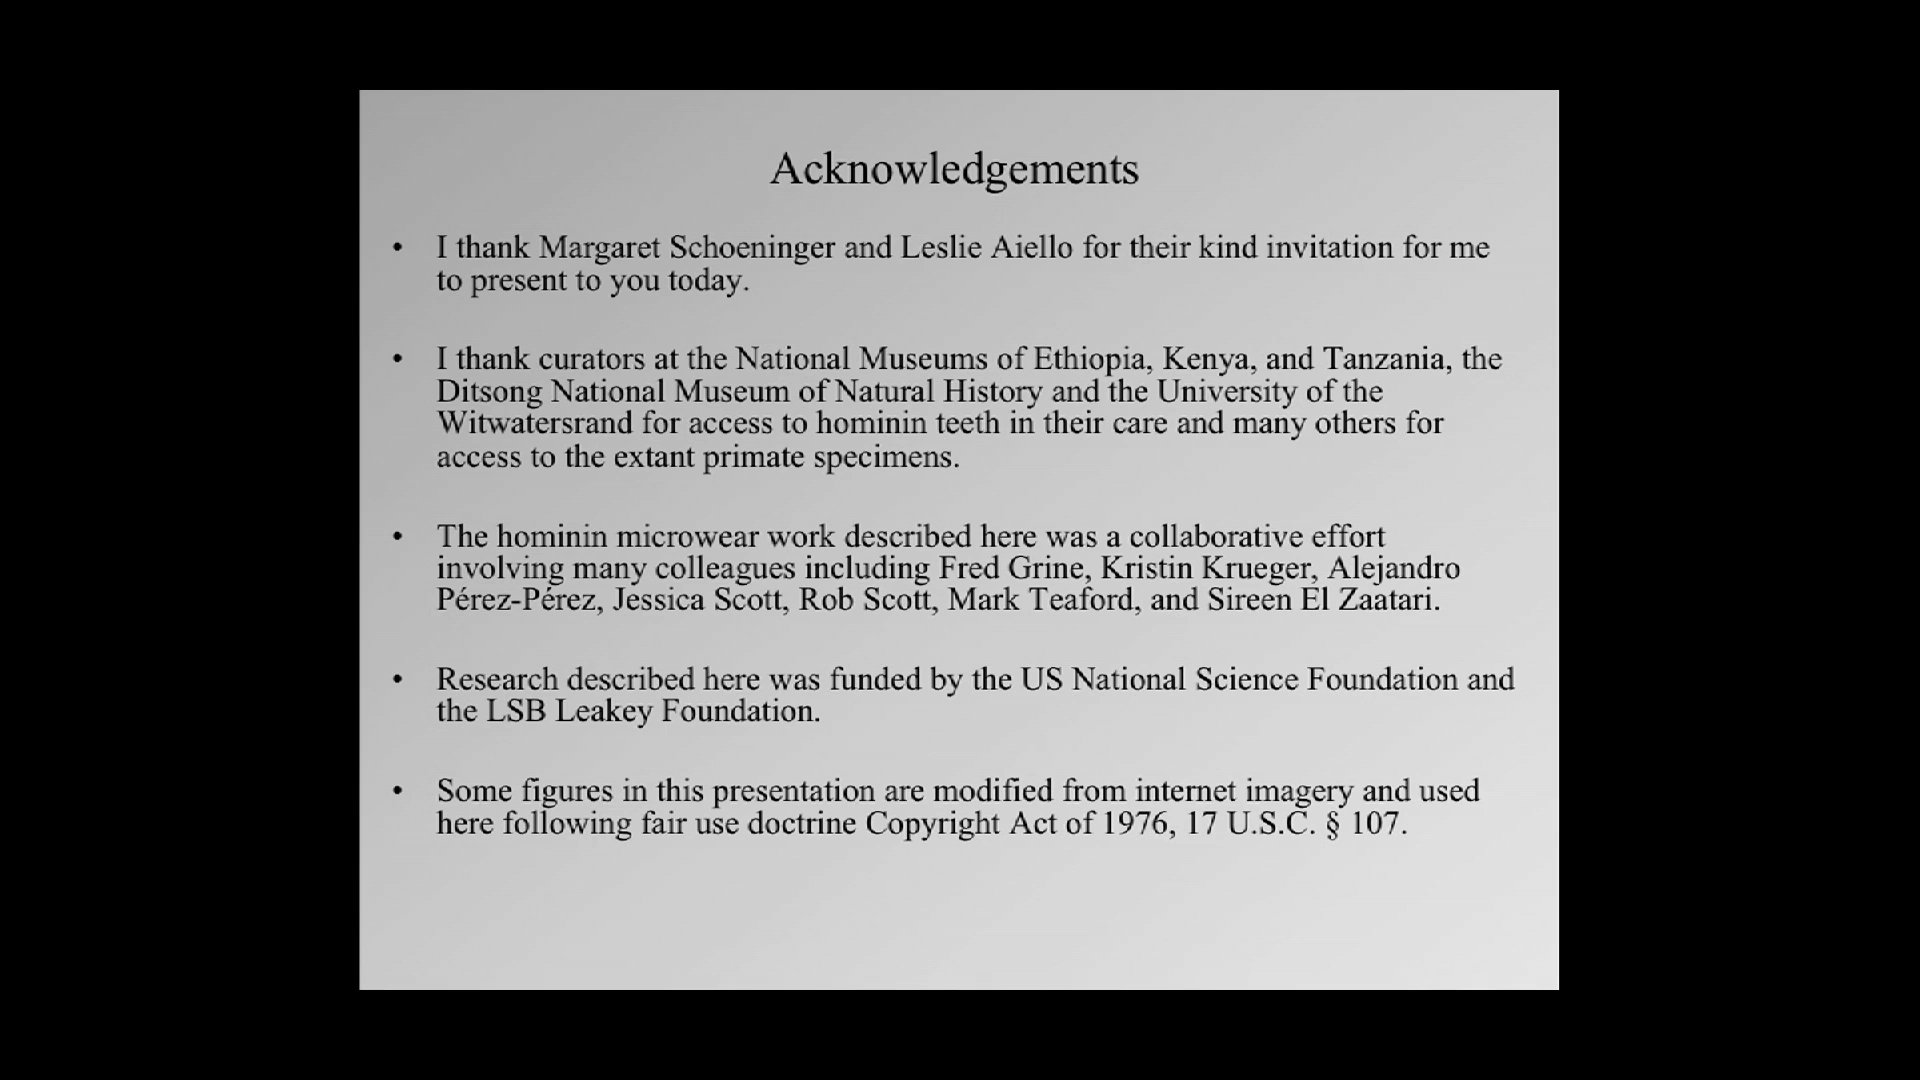 Acknowledgements
• I thank Margaret Schoeninger and Leslie Aiello for their kind invitation for me
to present to you today.
• I thank curators at the National Museums of Ethiopia, Kenya, and Tanzania, the
Ditsong National Museum of Natural History and the University of the
Witwatersrand for access to hominin teeth in their care and many others for
access to the extant primate specimens.
• The hominin microwear work described here was a collaborative effort
involving many colleagues including Fred Grine, Kristin Krueger, Alejandro
Pérez-Pérez, Jessica Scott, Rob Scott, Mark Teaford, and Sireen El Zaatari.
• Research described here was funded by the US National Science Foundation and
the LSB Leakey Foundation.
• Some figures in this presentation are modified from internet imagery and used
here following fair use doctrine Copyright Act of 1976, 17 U.S.C. § 107.